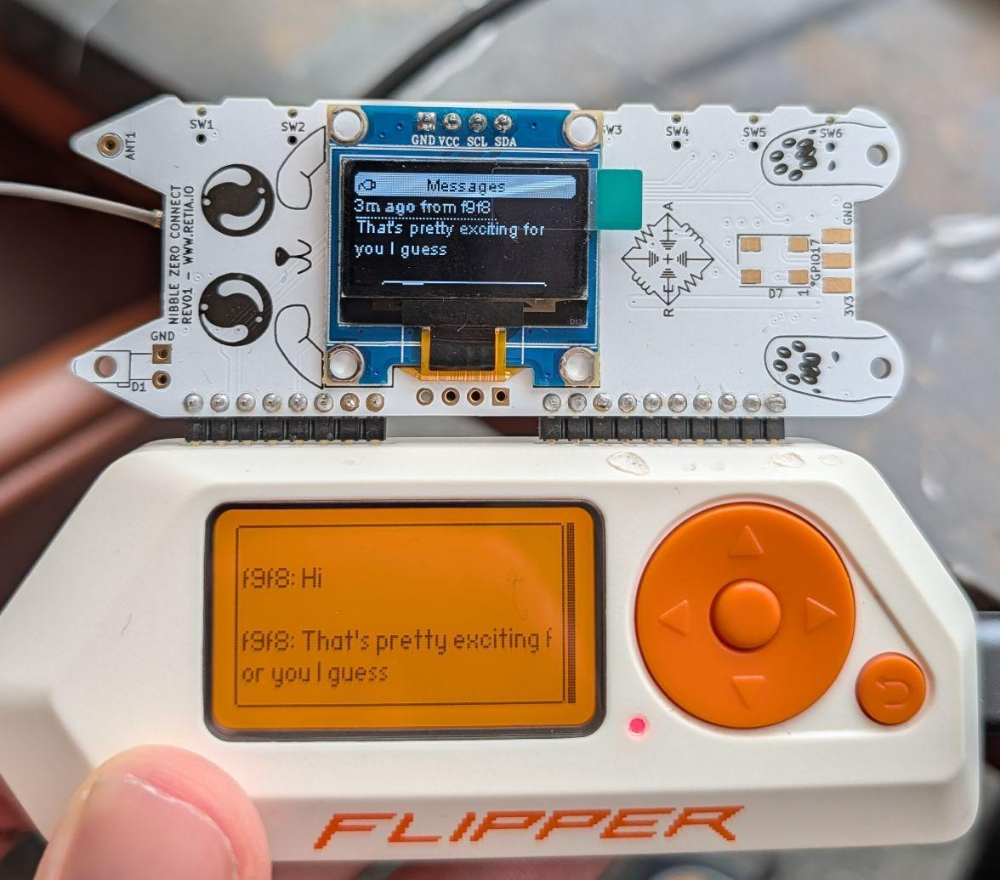 SW1
SW2
SW3
SW4
SW5
SW6
ANT1
GND VCC SCL SDA
NIBBLE ZERO CONNECT
REV01 - WWW.RETIA.IO
Messages
3m ago from f9f8
That's pretty exciting for
you I guess
A
R
GND
GPIO17
3V3
D7
1
D13
GND
D1
f9f8: Hi
f9f8: That's pretty exciting f
or you I guess
FLIPPER